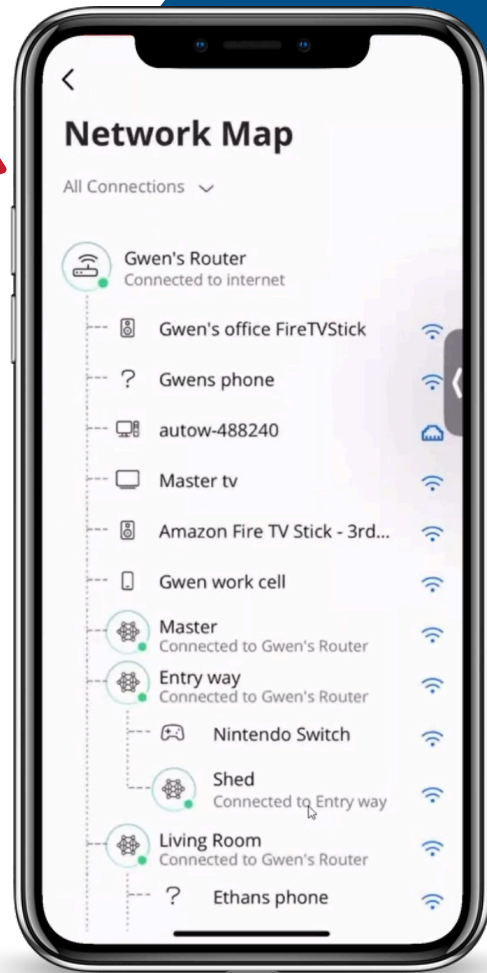 Network Map
All Connections
Gwen's Router
Connected to internet
Gwen's office FireTVStick
Gwens phone
autow-488240
Master tv
Amazon Fire TV Stick - 3rd...
Gwen work cell
Master
Connected to Gwen's Router
Entry way
Connected to Gwen's Router
Nintendo Switch
Shed
Connected to Entry way
Living Room
Connected to Gwen's Router
Ethans phone